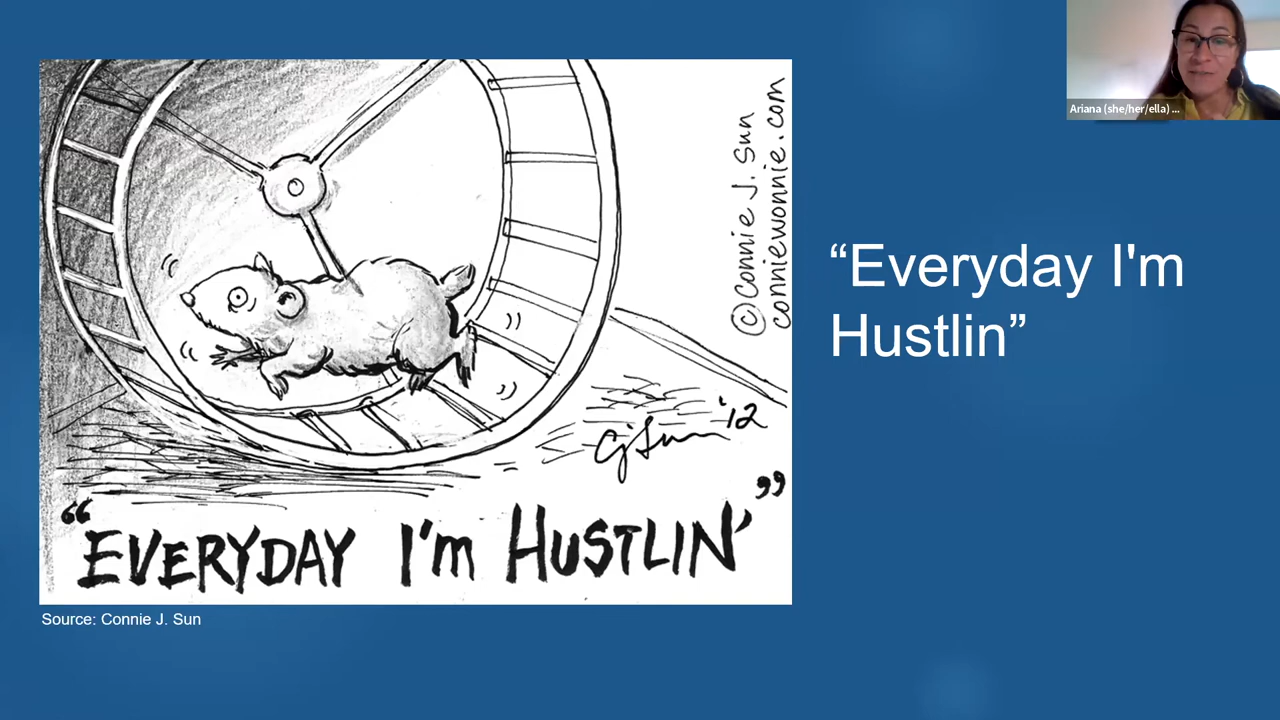 ©Connie J. Sun
conniewonnie.com
CJSun '12
“EVERYDAY I'm HUSTLIN'”
Source: Connie J. Sun
Ariana (she/her/ella) ...
“Everyday I'm
Hustlin”